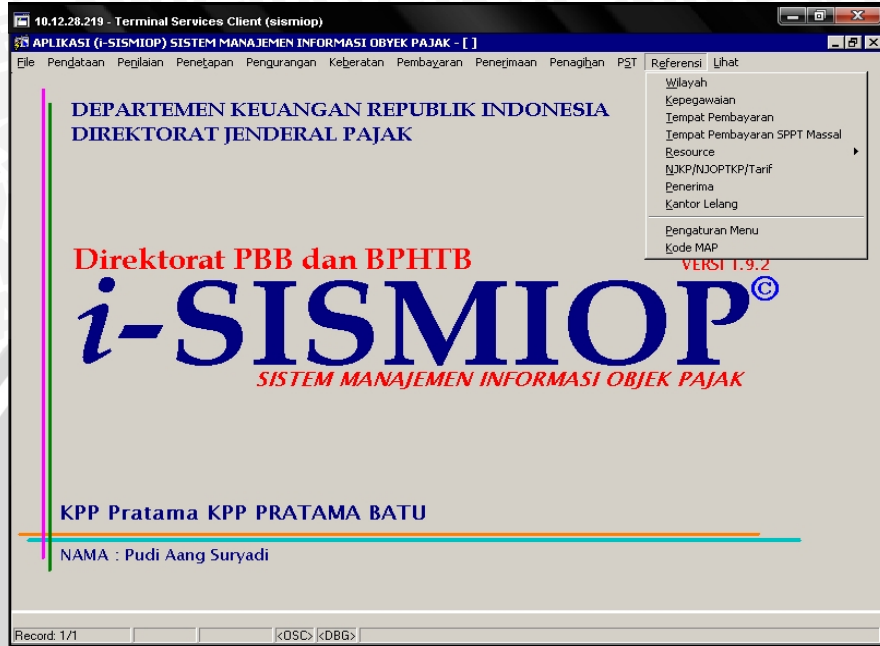 10.12.28.219 - Terminal Services Client (sismiop)
APLIKASI (i-SISMIOP) SISTEM MANAJEMEN INFORMASI OBYEK PAJAK - [ ]
File Pendataan Penilaian Penetapan Pengurangan Keberatan Pembayaran Penerimaan Penagihan PST Referensi Lihat
Wilayah
Kepegawaian
Tempat Pembayaran
Tempat Pembayaran SPPT Massal
Resource
NJKP/NJOPTKP/Tarif
Penerima
Kantor Lelang
Pengaturan Menu
Kode MAP
DEPARTEMEN KEUANGAN REPUBLIK INDONESIA
DIREKTORAT JENDERAL PAJAK
Direktorat PBB dan BPHTB
VERSI 1.9.2
i-SISMIOP©
SISTEM MANAJEMEN INFORMASI OBJEK PAJAK
KPP Pratama KPP PRATAMA BATU
NAMA : Pudi Aang Suryadi
Record: 1/1 <OSC> <DBG>